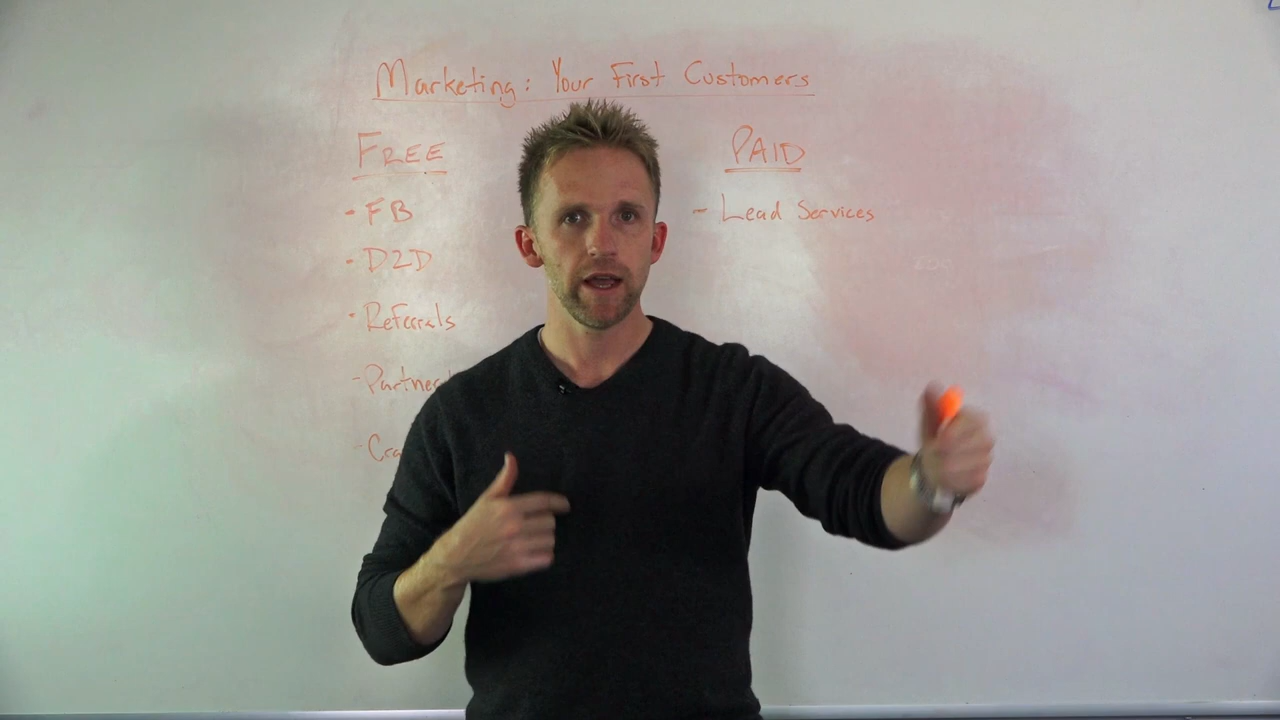 Marketing: Your First Customers
FREE
- FB
- D2D
- Referrals
PAID
- Lead Services